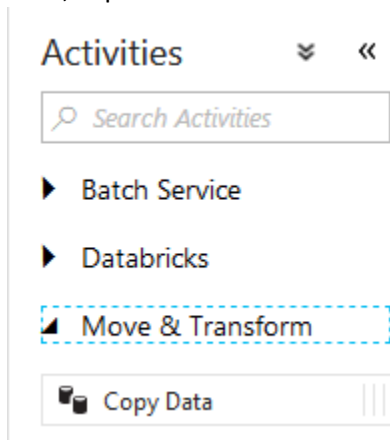 Activities
Search Activities
Batch Service
Databricks
Move & Transform
Copy Data